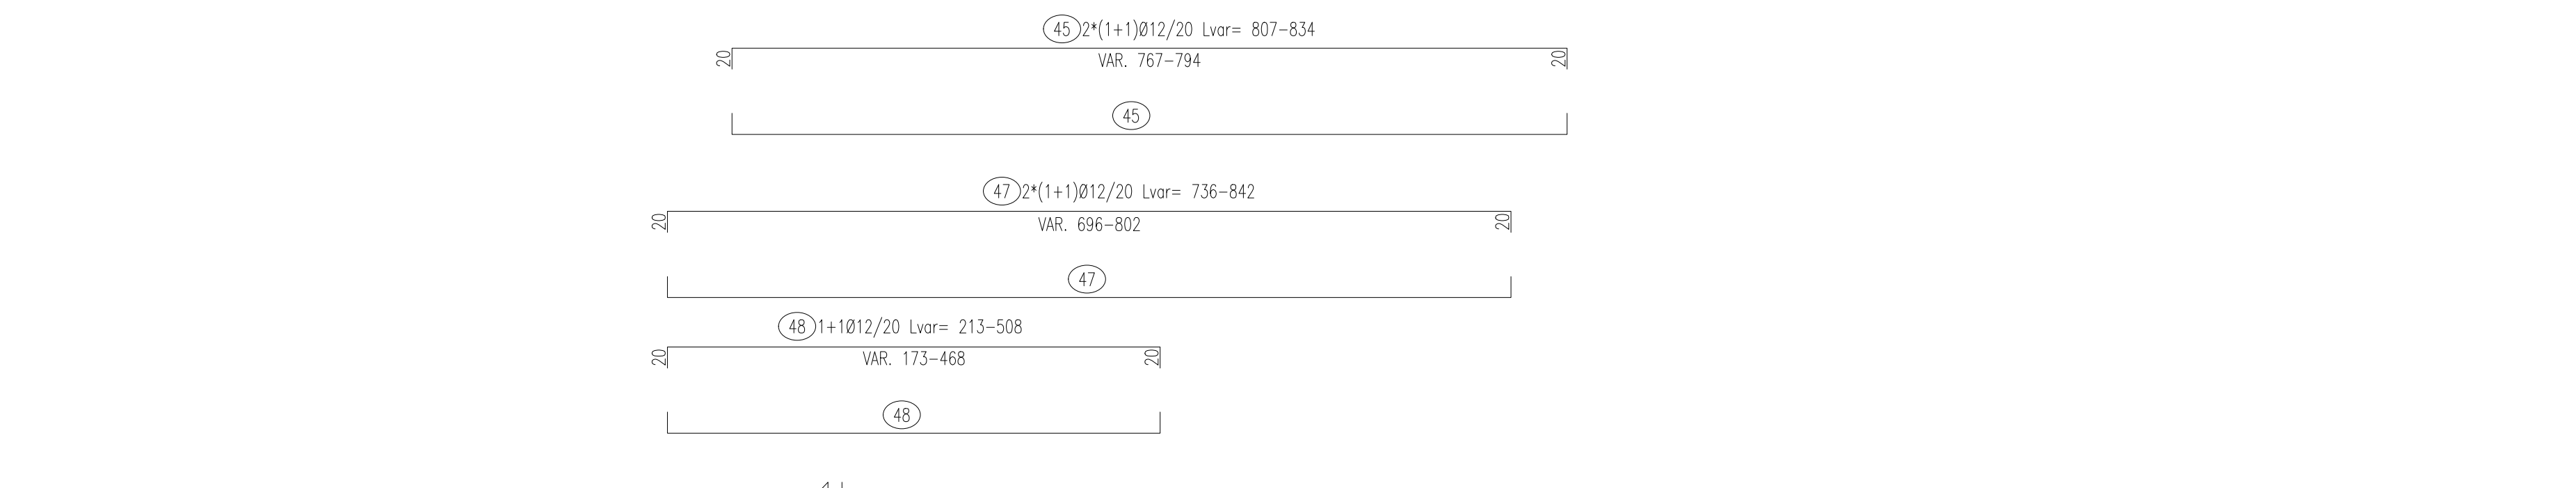 45 2*(1+1)Ø12/20 Lvar= 807-834
20 VAR. 767-794 20
45
47 2*(1+1)Ø12/20 Lvar= 736-842
20 VAR. 696-802 20
47
48 1+1Ø12/20 Lvar= 213-508
20 VAR. 173-468 20
48